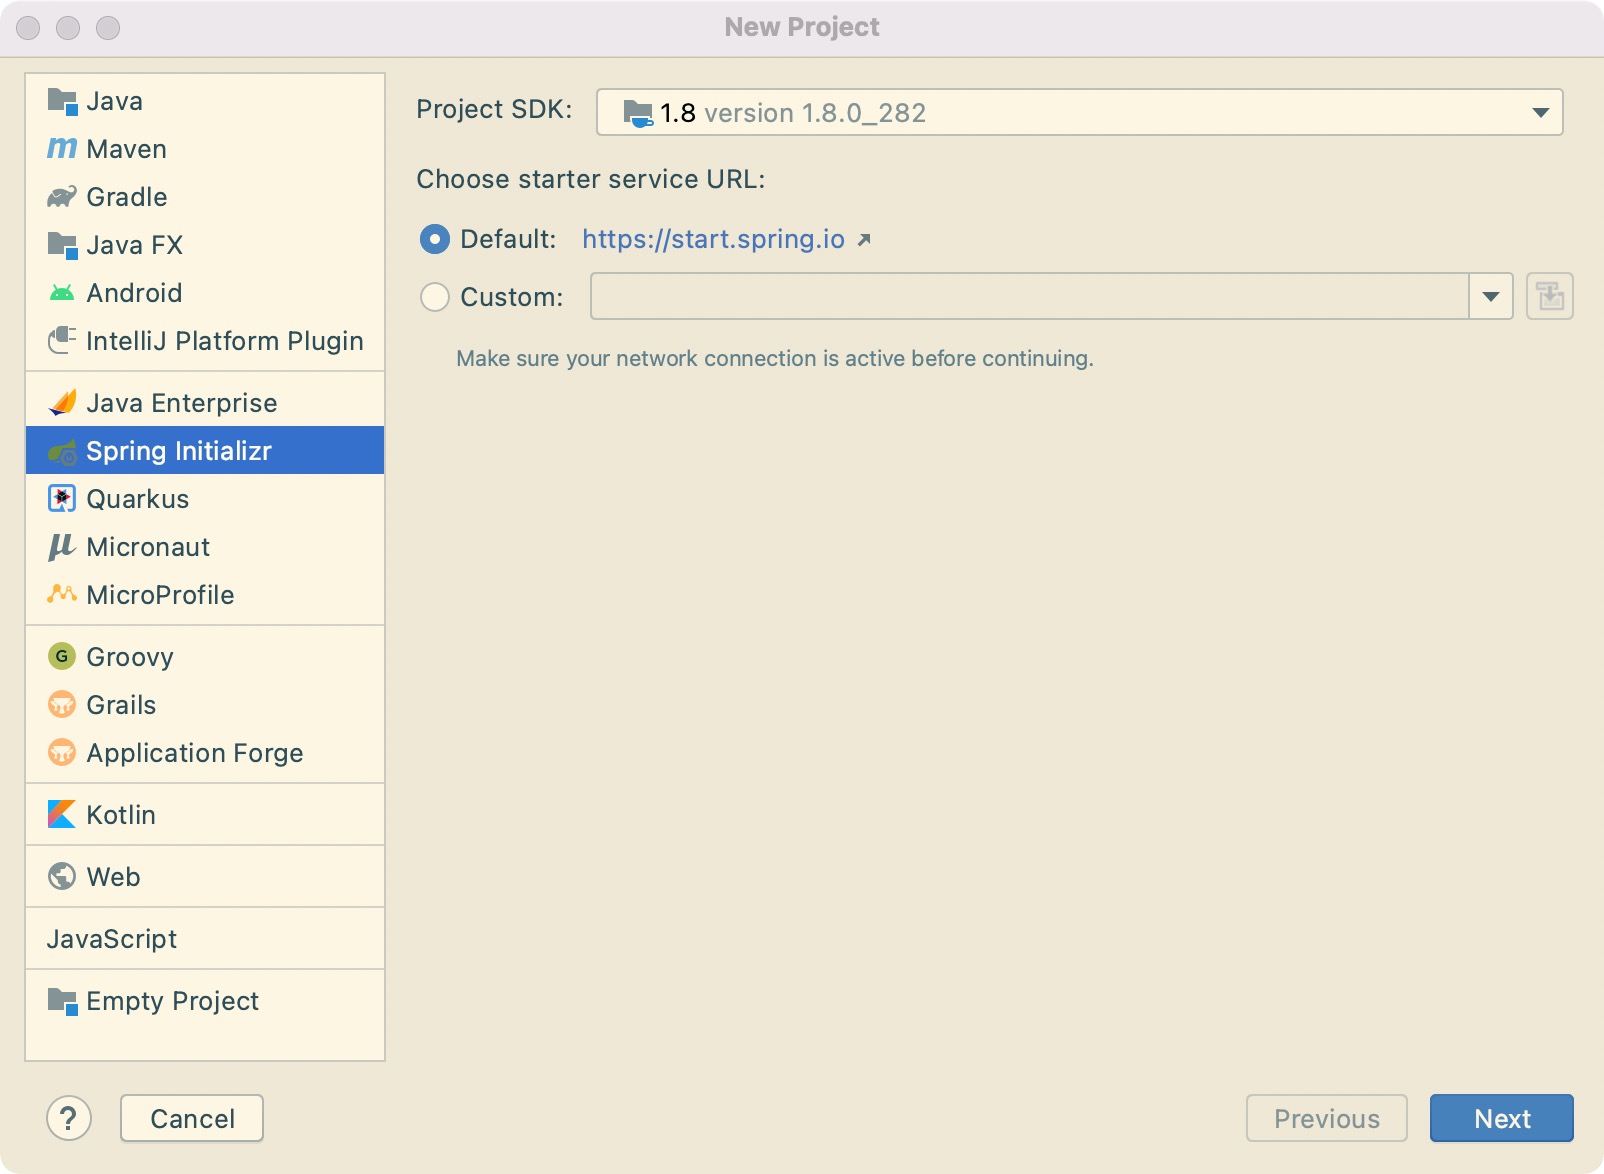 New Project
Java
Maven
Gradle
Java FX
Android
IntelliJ Platform Plugin
Java Enterprise
Spring Initializr
Quarkus
Micronaut
MicroProfile
G Groovy
Grails
Application Forge
Kotlin
Web
JavaScript
Empty Project
Project SDK: 1.8 version 1.8.0_282
Choose starter service URL:
Default: https://start.spring.io
Custom:
Make sure your network connection is active before continuing.
? Cancel Previous Next